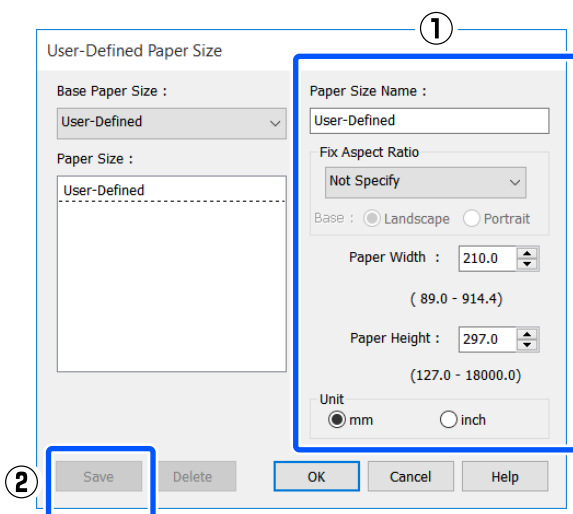 ①
User-Defined Paper Size
Base Paper Size :
User-Defined
Paper Size :
User-Defined
Paper Size Name :
User-Defined
Fix Aspect Ratio
Not Specify
Base : Landscape Portrait
Paper Width : 210.0
( 89.0 - 914.4)
Paper Height : 297.0
(127.0 - 18000.0)
Unit
mm inch
②
Save Delete OK Cancel Help